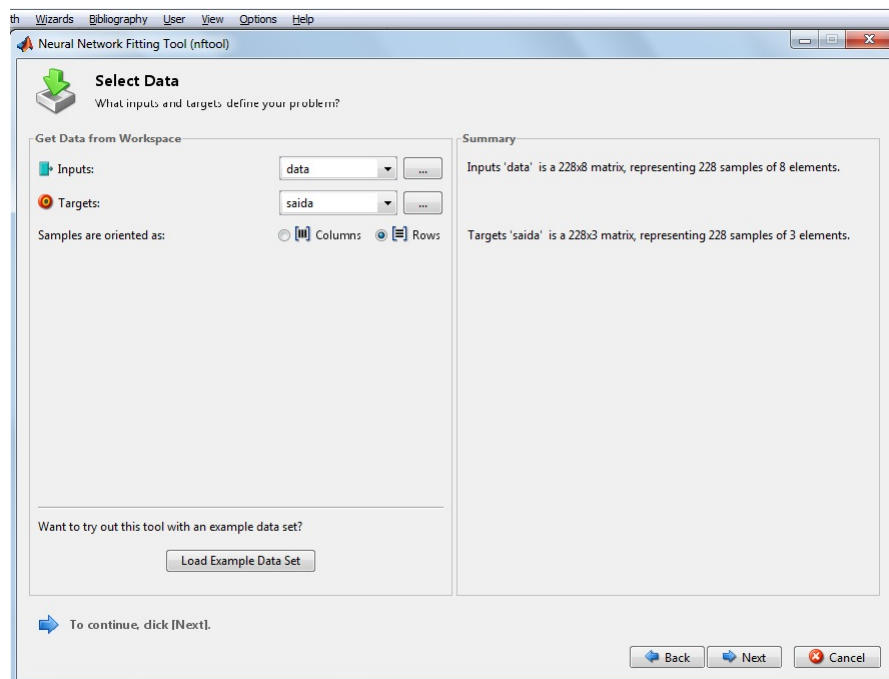 th Wizards Bibliography User View Options Help
Neural Network Fitting Tool (nftool)
Select Data
What inputs and targets define your problem?
Get Data from Workspace
Inputs:
data
...
Targets:
saida
...
Samples are oriented as:
Columns
Rows
Want to try out this tool with an example data set?
Load Example Data Set
Summary
Inputs 'data' is a 228x8 matrix, representing 228 samples of 8 elements.
Targets 'saida' is a 228x3 matrix, representing 228 samples of 3 elements.
To continue, click [Next].
Back
Next
Cancel